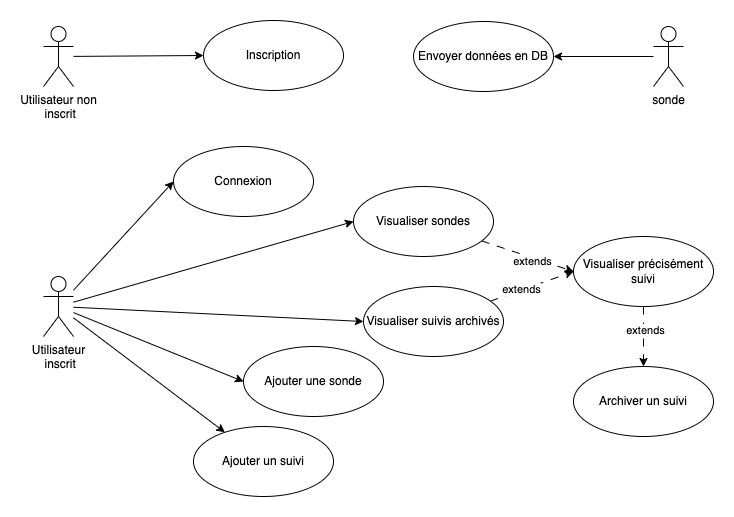 Inscription
Envoyer données en DB
Utilisateur non
inscrit
sonde
Connexion
Visualiser sondes
extends
Visualiser précisément
suivi
extends
Visualiser suivis archivés
extends
Utilisateur
inscrit
Ajouter une sonde
Archiver un suivi
Ajouter un suivi